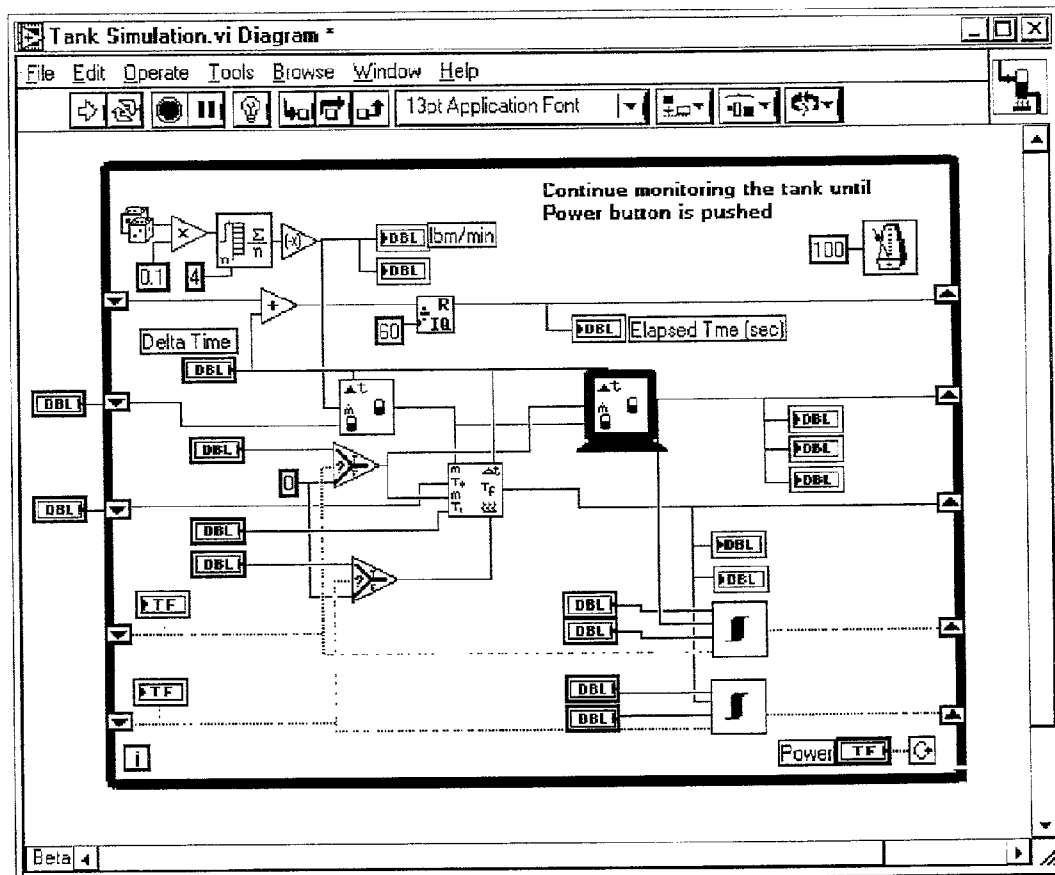 Tank Simulation.vi Diagram *
File Edit Operate Tools Browse Window Help
13pt Application Font
Continue monitoring the tank until
Power button is pushed
x
Σ
n
n
(-x)
DBL lbm/min
100
0.1
4
DBL
+
R
IQ
60
DBL Elapsed Tme (sec)
Delta Time
DBL
DBL
Δt
ṁ
Δt
ṁ
DBL
DBL
DBL
DBL
?
T
F
0
DBL
DBL
DBL
?
T
F
DBL
DBL
TF
DBL
DBL
TF
DBL
DBL
i
Power TF
Beta